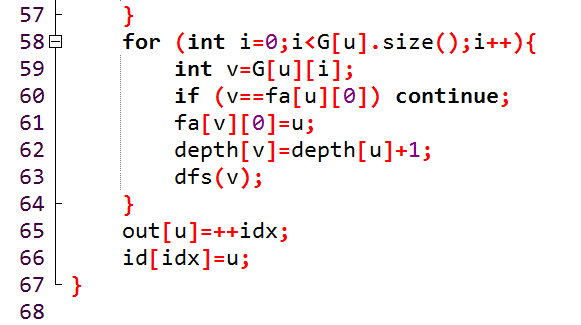 57 }
58 for (int i=0;i<G[u].size();i++){
59 int v=G[u][i];
60 if (v==fa[u][0]) continue;
61 fa[v][0]=u;
62 depth[v]=depth[u]+1;
63 dfs(v);
64 }
65 out[u]=++idx;
66 id[idx]=u;
67 }
68